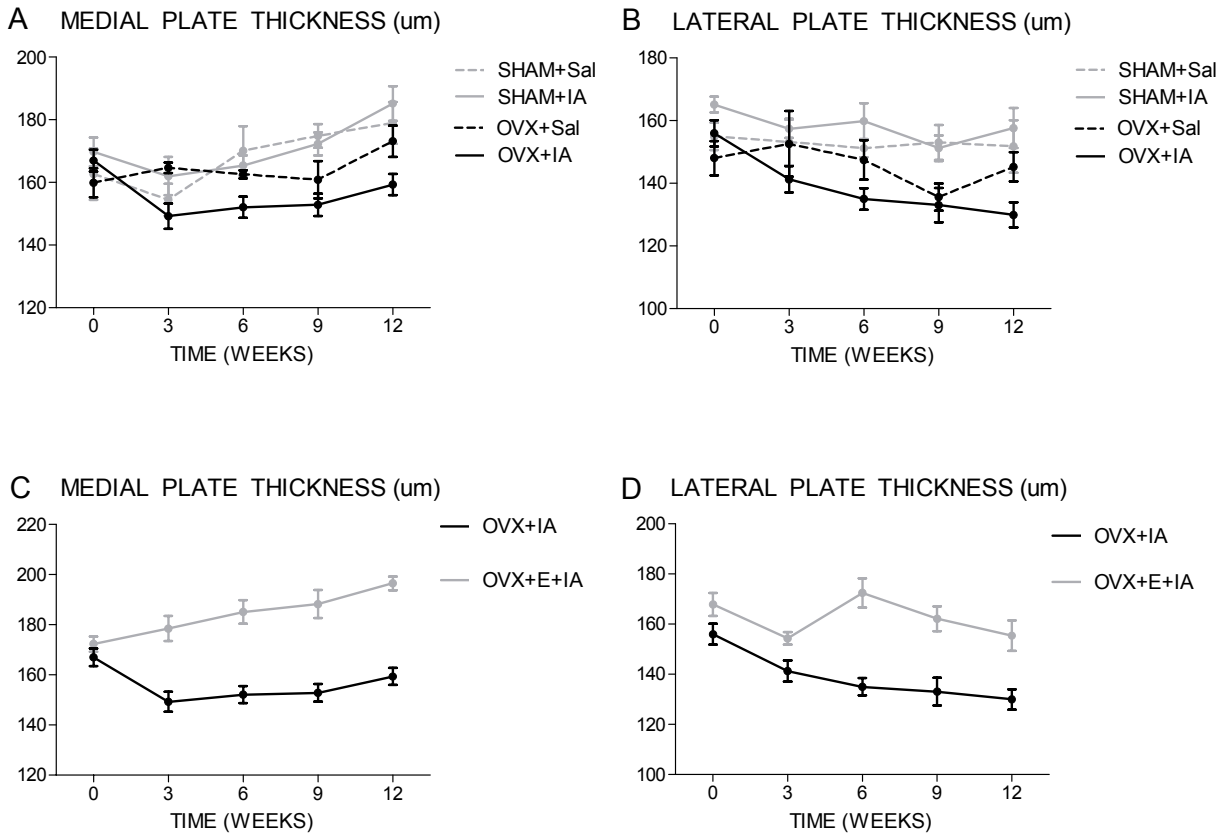 A MEDIAL PLATE THICKNESS (um)
200
180
160
140
120
0 3 6 9 12
TIME (WEEKS)
SHAM+Sal
SHAM+IA
OVX+Sal
OVX+IA
B LATERAL PLATE THICKNESS (um)
180
160
140
120
100
0 3 6 9 12
TIME (WEEKS)
SHAM+Sal
SHAM+IA
OVX+Sal
OVX+IA
C MEDIAL PLATE THICKNESS (um)
220
200
180
160
140
120
0 3 6 9 12
TIME (WEEKS)
OVX+IA
OVX+E+IA
D LATERAL PLATE THICKNESS (um)
200
180
160
140
120
100
0 3 6 9 12
TIME (WEEKS)
OVX+IA
OVX+E+IA